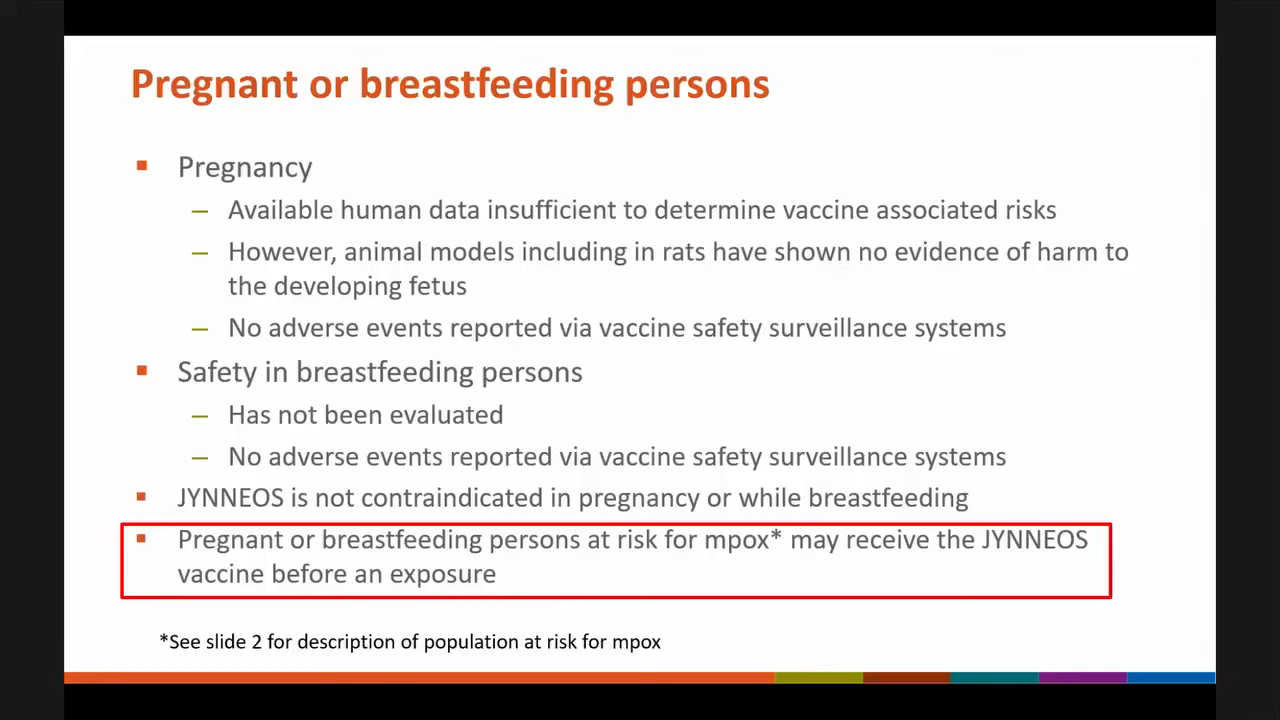 Pregnant or breastfeeding persons
▪ Pregnancy
– Available human data insufficient to determine vaccine associated risks
– However, animal models including in rats have shown no evidence of harm to
the developing fetus
– No adverse events reported via vaccine safety surveillance systems
▪ Safety in breastfeeding persons
– Has not been evaluated
– No adverse events reported via vaccine safety surveillance systems
▪ JYNNEOS is not contraindicated in pregnancy or while breastfeeding
▪ Pregnant or breastfeeding persons at risk for mpox* may receive the JYNNEOS
vaccine before an exposure
*See slide 2 for description of population at risk for mpox